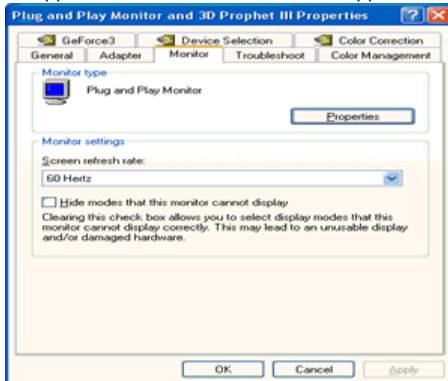 Plug and Play Monitor and 3D Prophet III Properties
GeForce3 Device Selection Color Correction
General Adapter Monitor Troubleshoot Color Management
Monitor type
Plug and Play Monitor
Properties
Monitor settings
Screen refresh rate:
60 Hertz
Hide modes that this monitor cannot display
Clearing this check box allows you to select display modes that this
monitor cannot display correctly. This may lead to an unusable display
and/or damaged hardware.
OK Cancel Apply